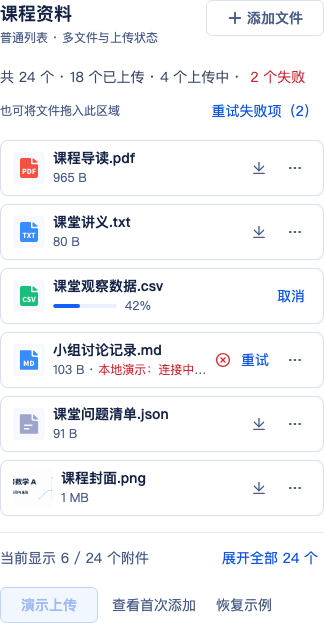 课程资料
+ 添加文件
普通列表 · 多文件与上传状态
共 24 个 · 18 个已上传 · 4 个上传中 · 2 个失败
也可将文件拖入此区域
重试失败项（2）
PDF
课程导读.pdf
965 B
TXT
课堂讲义.txt
80 B
CSV
课堂观察数据.csv
42%
取消
MD
小组讨论记录.md
103 B · 本地演示：连接中...
重试
课堂问题清单.json
91 B
数学 A
课程封面.png
1 MB
当前显示 6 / 24 个附件
展开全部 24 个
演示上传
查看首次添加
恢复示例